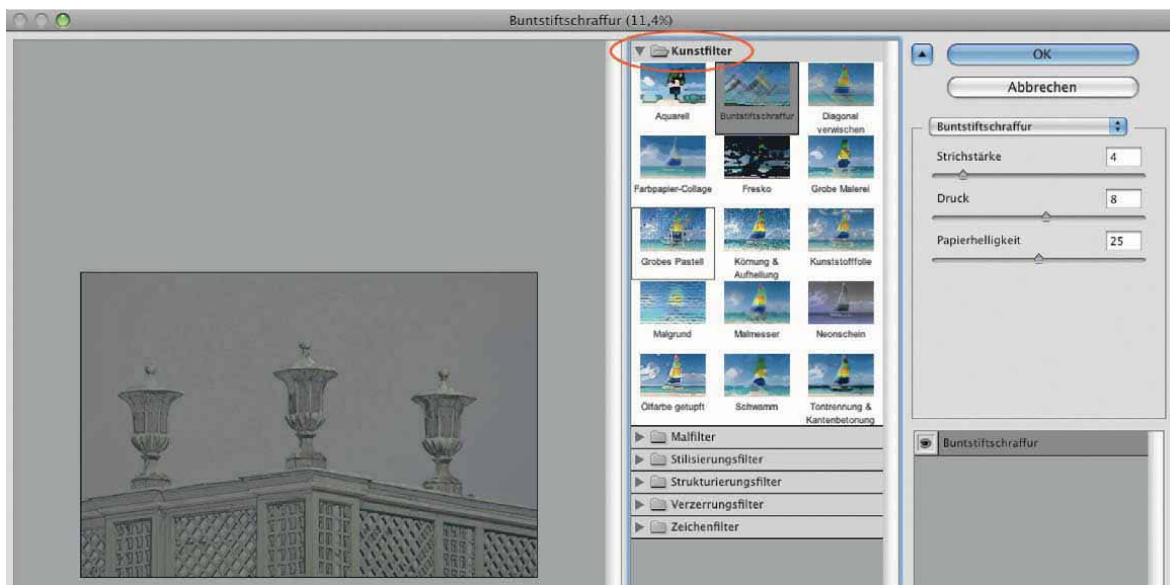 Buntstiftschraffur (11,4%)
Kunstfilter
Aquarell
Buntstiftschraffur
Diagonal
verwischen
Farbpapier-Collage
Fresko
Grobe Malerei
Grobes Pastell
Körnung &
Aufhellung
Kunststofffolie
Malgrund
Malmesser
Neonschein
Ölfarbe getupft
Schwamm
Tontrennung &
Kantenbetonung
Malfilter
Stilisierungsfilter
Strukturierungsfilter
Verzerrungsfilter
Zeichenfilter
OK
Abbrechen
Buntstiftschraffur
Strichstärke 4
Druck 8
Papierhelligkeit 25
Buntstiftschraffur